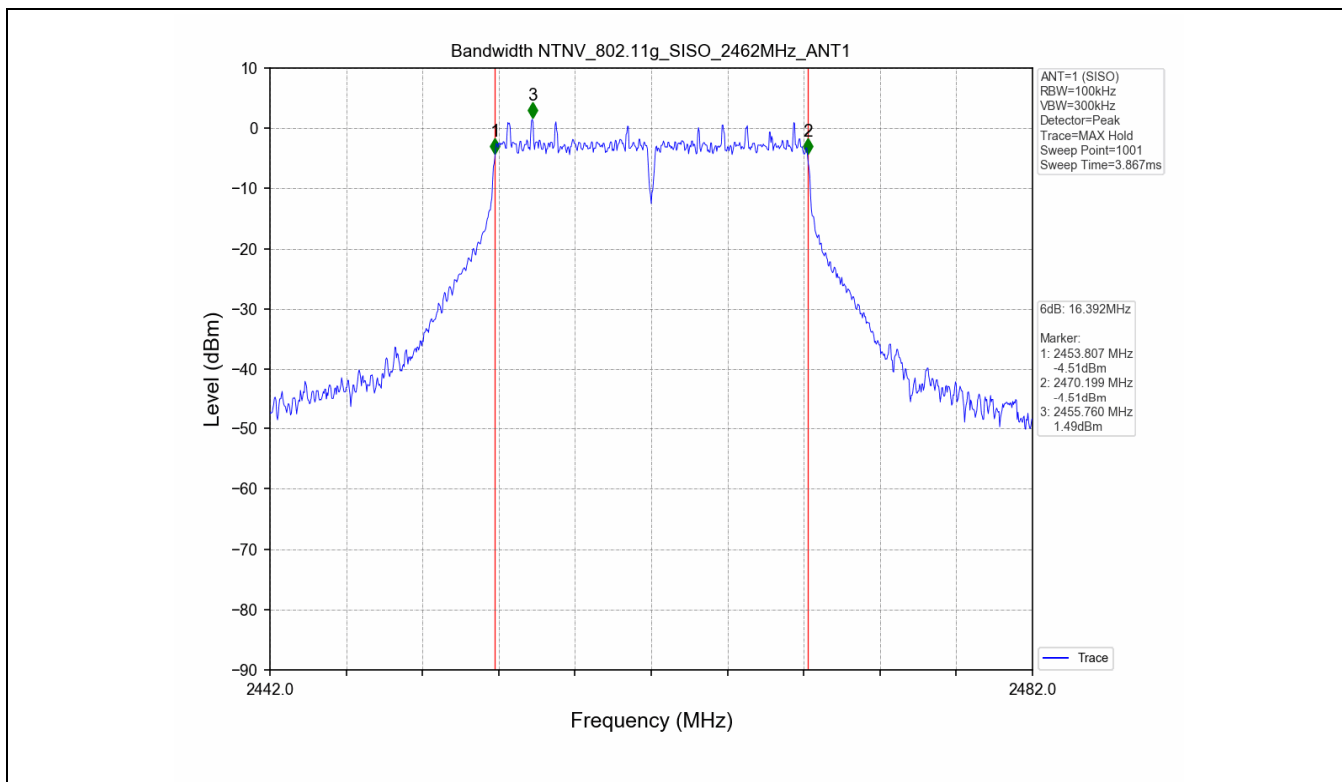 Bandwidth NTNV_802.11g_SISO_2462MHz_ANT1
10
0
−10
−20
−30
−40
−50
−60
−70
−80
−90
Level (dBm)
1
3
2
2442.0
2482.0
Frequency (MHz)
ANT=1 (SISO)
RBW=100kHz
VBW=300kHz
Detector=Peak
Trace=MAX Hold
Sweep Point=1001
Sweep Time=3.867ms
6dB: 16.392MHz
Marker:
1: 2453.807 MHz
-4.51dBm
2: 2470.199 MHz
-4.51dBm
3: 2455.760 MHz
1.49dBm
Trace